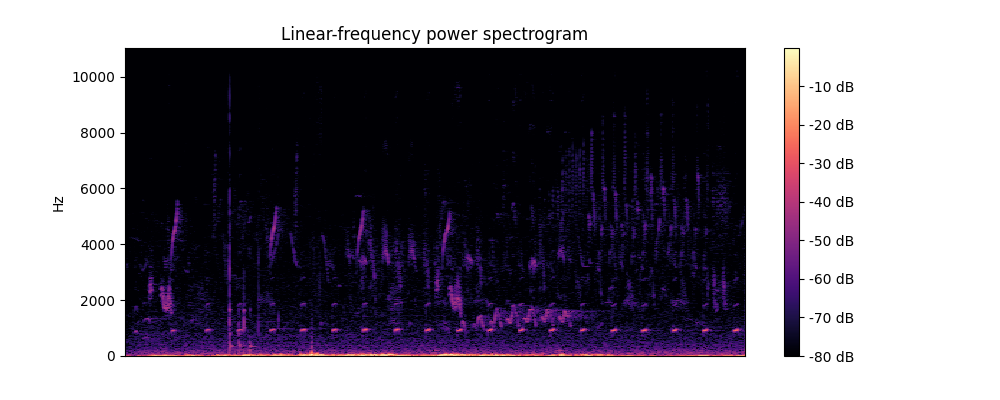 Linear-frequency power spectrogram
Hz
10000
8000
6000
4000
2000
0
-10 dB
-20 dB
-30 dB
-40 dB
-50 dB
-60 dB
-70 dB
-80 dB